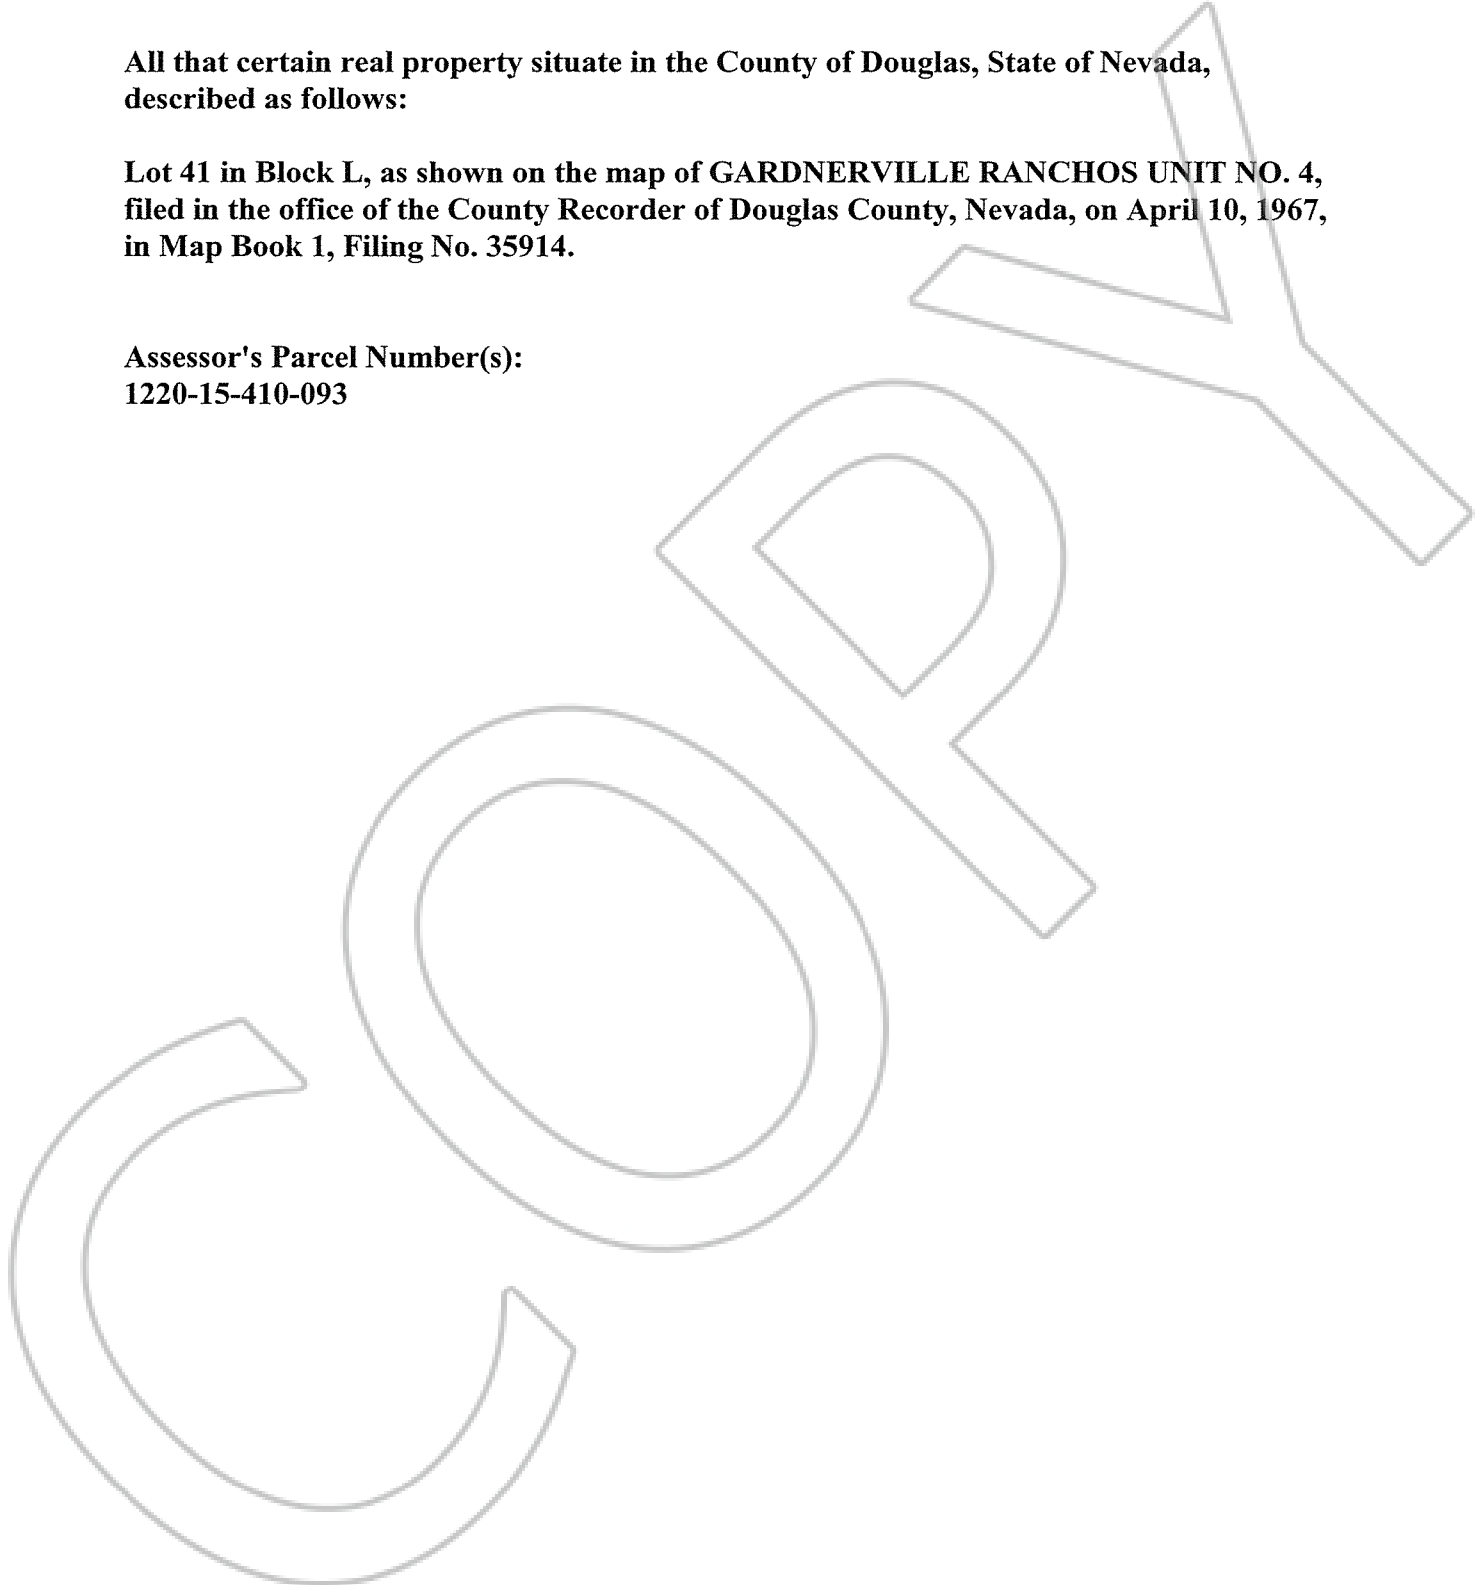 All that certain real property situate in the County of Douglas, State of Nevada,
described as follows:
Lot 41 in Block L, as shown on the map of GARDNERVILLE RANCHOS UNIT NO. 4,
filed in the office of the County Recorder of Douglas County, Nevada, on April 10, 1967,
in Map Book 1, Filing No. 35914.
Assessor's Parcel Number(s):
1220-15-410-093
COPY